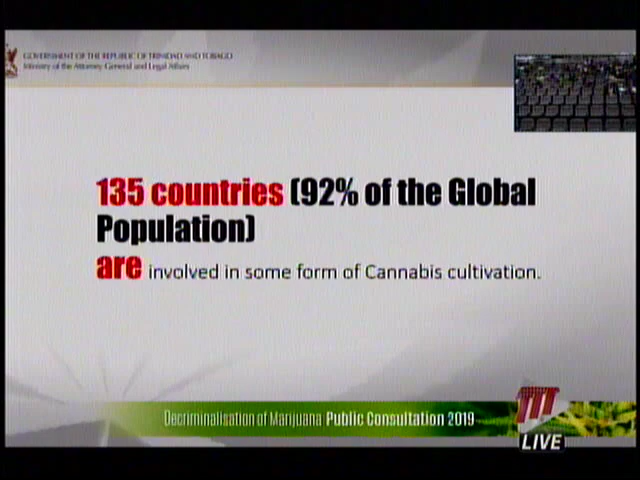 GOVERNMENT OF THE REPUBLIC OF TRINIDAD AND TOBAGO
Ministry of the Attorney General and Legal Affairs
135 countries (92% of the Global
Population)
are involved in some form of Cannabis cultivation.
Decriminalisation of Marijuana Public Consultation 2019
TTT
LIVE